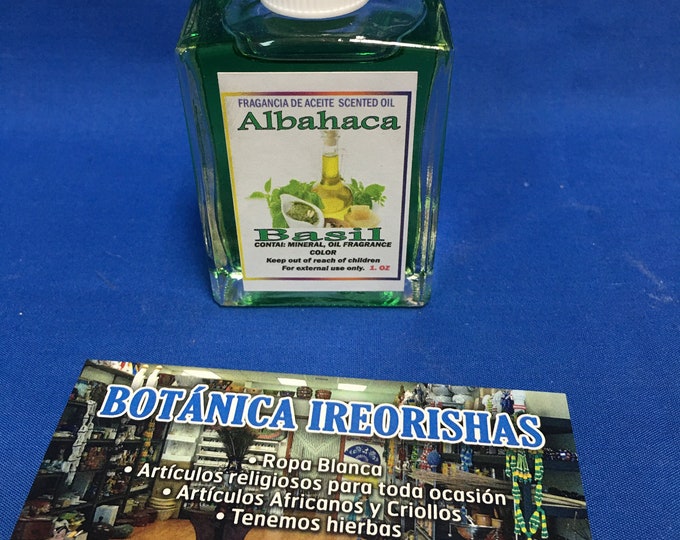 FRAGANCIA DE ACEITE SCENTED OIL
Albahaca
Basil
CONTAI: MINERAL, OIL FRAGRANCE
COLOR
Keep out of reach of children
For external use only. 1. OZ
BOTÁNICA IREORISHAS
• Ropa Blanca
• Artículos religiosos para toda ocasión
• Artículos Africanos y Criollos
• Tenemos hierbas